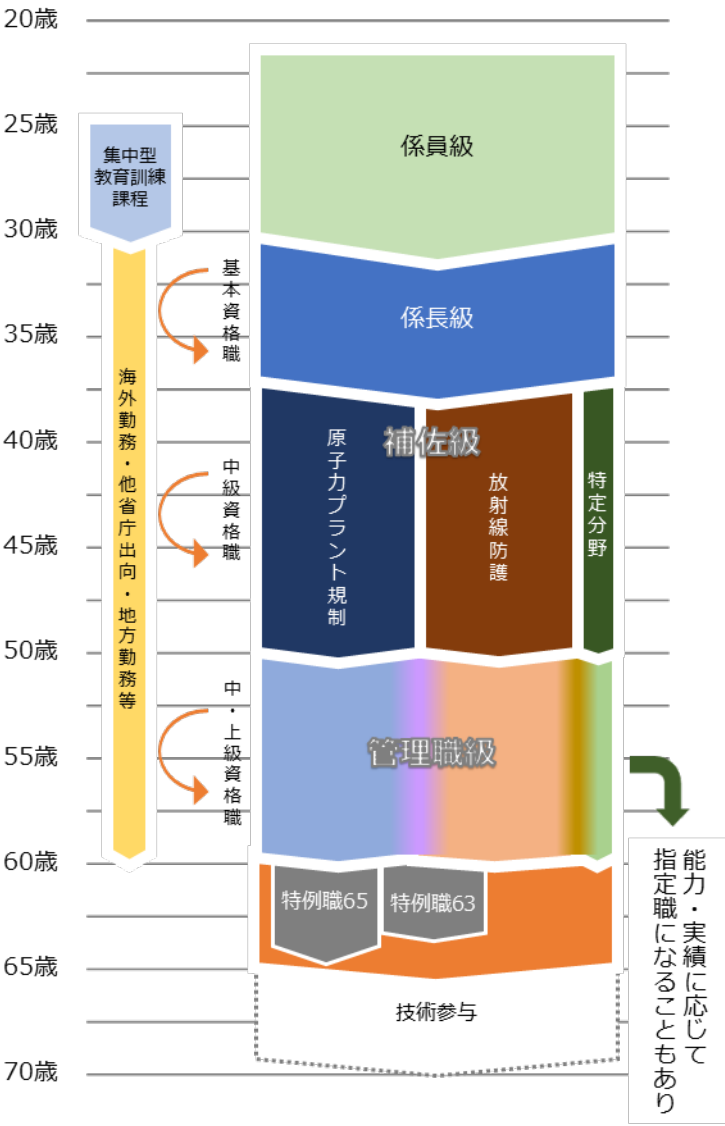 20歳
25歳
30歳
35歳
40歳
45歳
50歳
55歳
60歳
65歳
70歳
集中型
教育訓練
課程
海外勤務・他省庁出向・地方勤務等
基本資格職
中級資格職
中・上級資格職
係員級
係長級
補佐級
原子力プラント規制
放射線防護
特定分野
管理職級
特例職65
特例職63
技術参与
能力・実績に応じて
指定職になることもあり